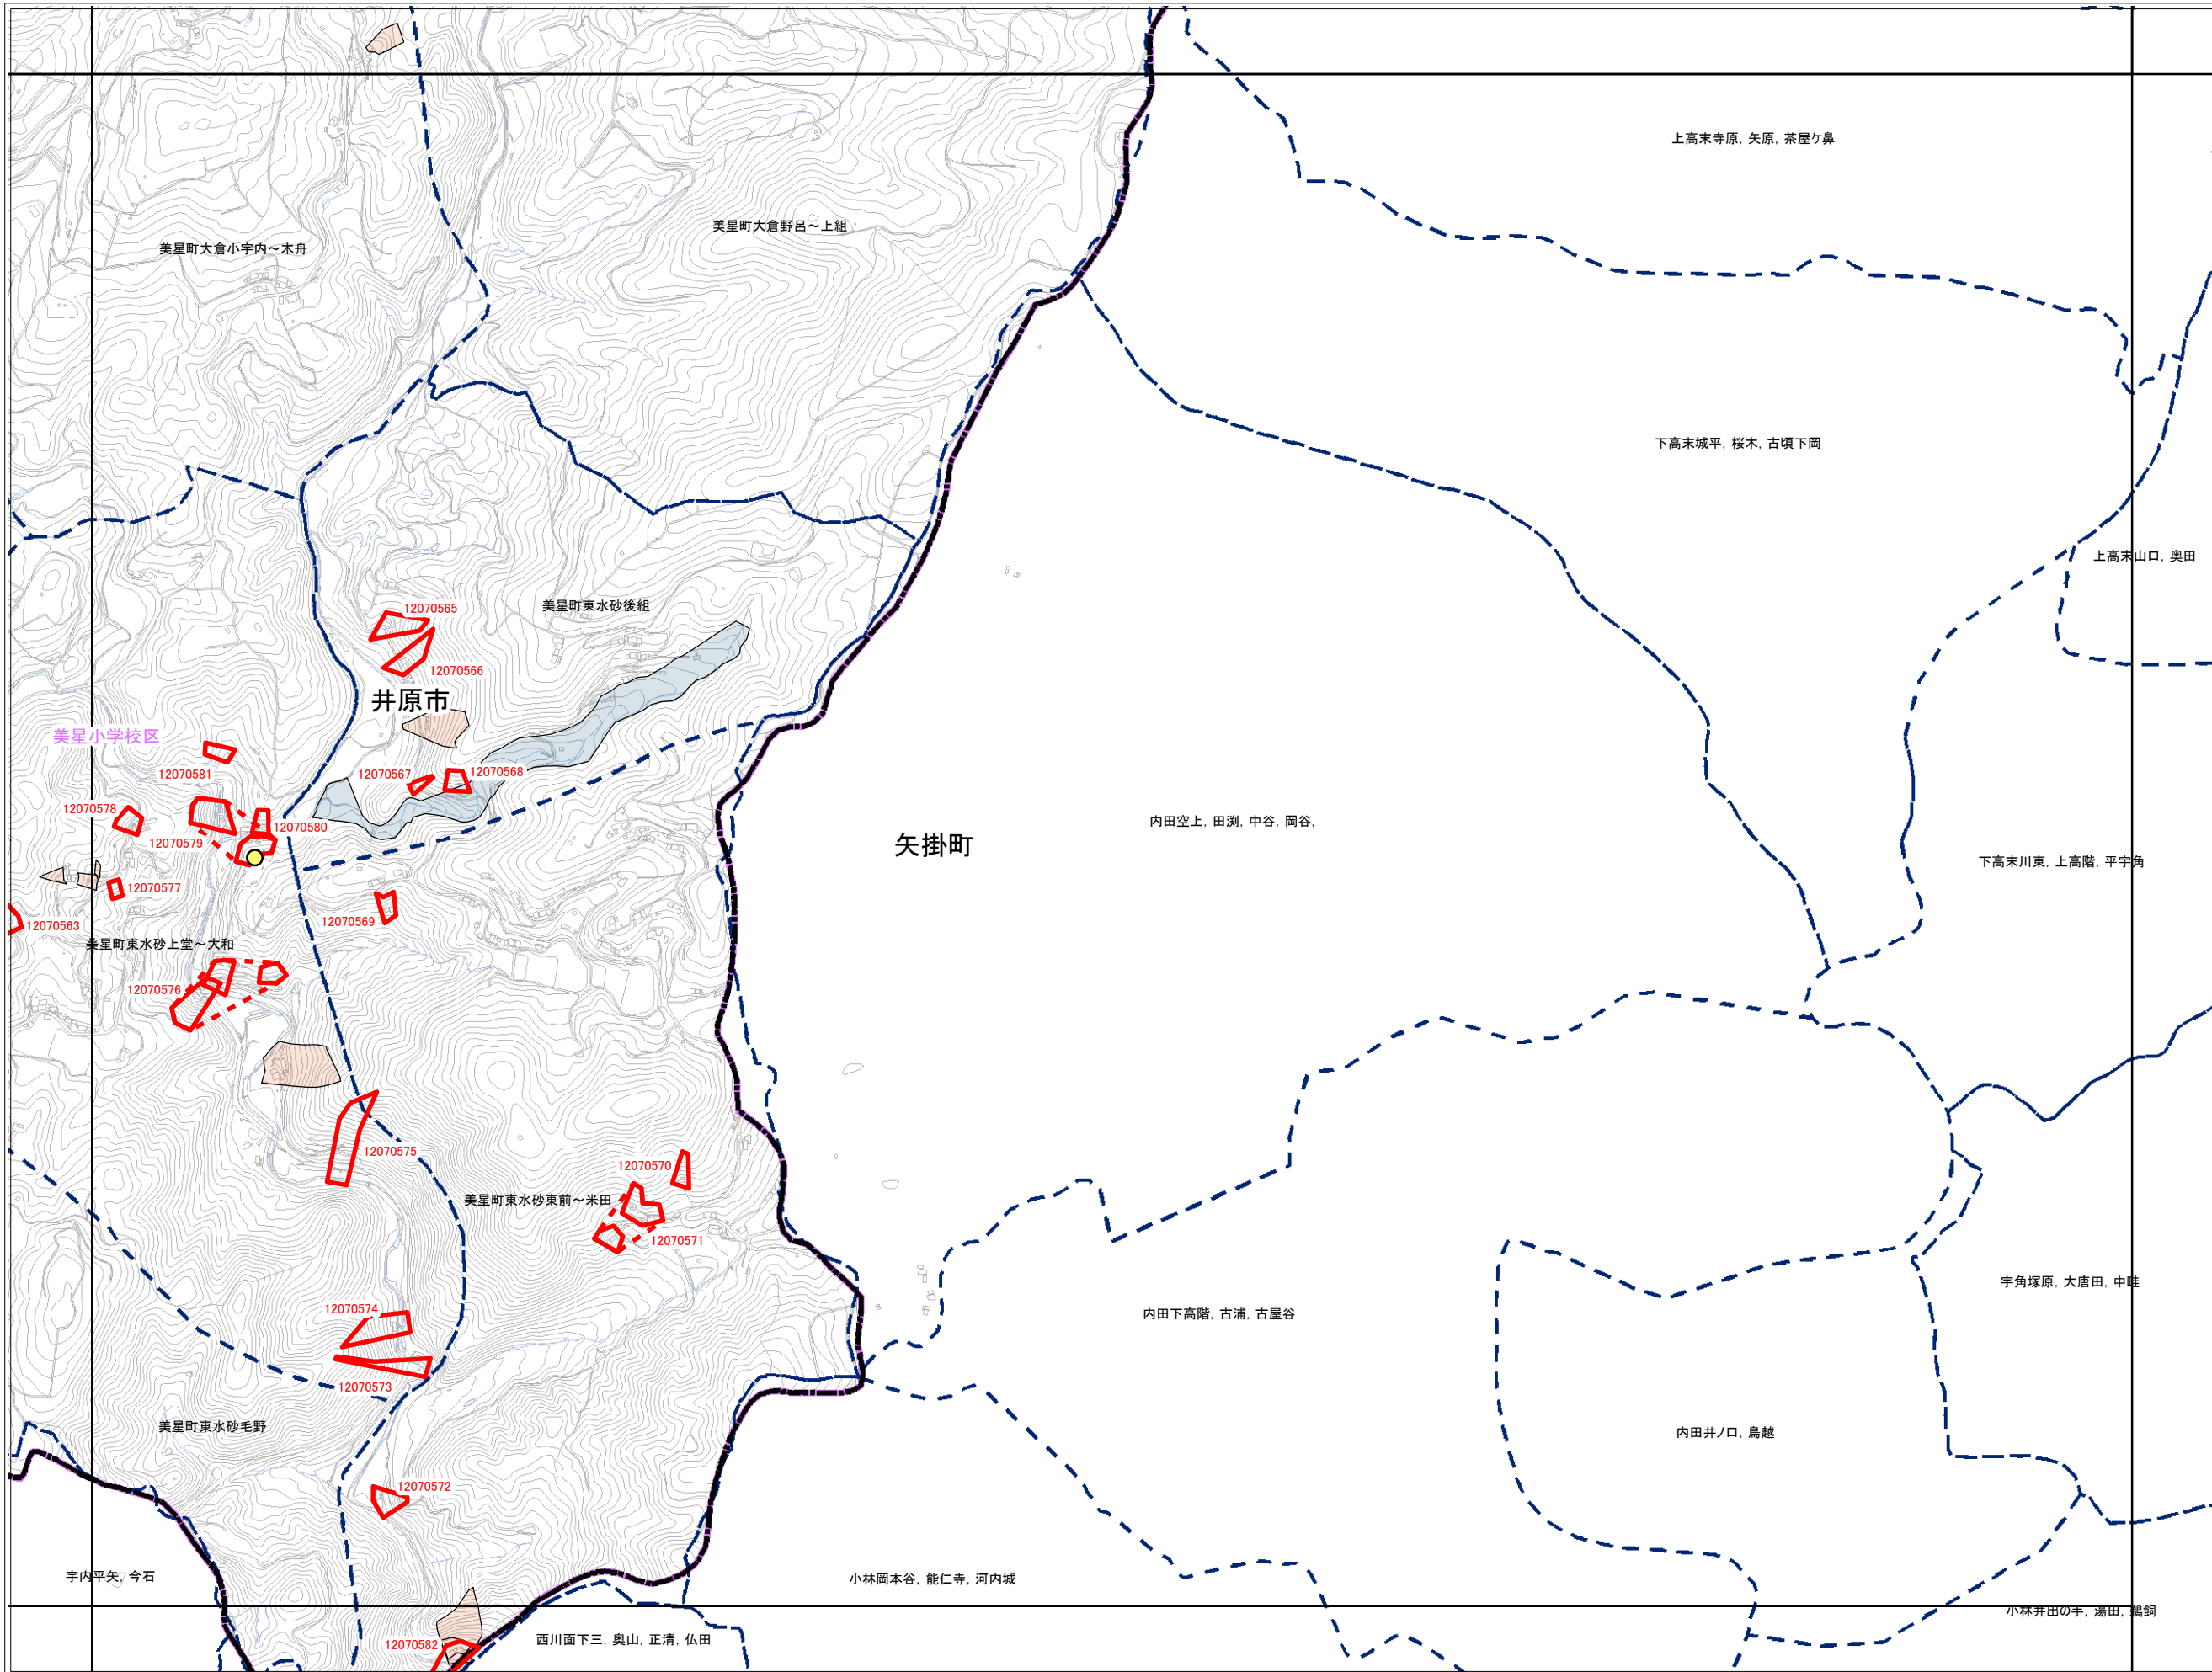 上高末寺原, 矢原, 茶屋ケ鼻
美星町大倉野呂～上組
美星町大倉小宇内～木舟
下高末城平, 桜木, 古頃下岡
上高末山口, 奥田
美星町東水砂後組
12070565
12070566
井原市
美星小学校区
12070581
12070567
12070568
12070578
12070580
12070579
内田空上, 田渕, 中谷, 岡谷,
矢掛町
下高末川東, 上高階, 平宇角
12070577
12070569
12070563
美星町東水砂上堂～大和
12070576
12070575
12070570
美星町東水砂東前～米田
12070571
宇角塚原, 大唐田, 中畦
12070574
内田下高階, 古浦, 古屋谷
12070573
美星町東水砂毛野
内田井ノ口, 鳥越
12070572
宇内平矢, 今石
小林岡本谷, 能仁寺, 河内城
小林井出の手, 湯田, 鵜飼
西川面下三, 奥山, 正清, 仏田
12070582